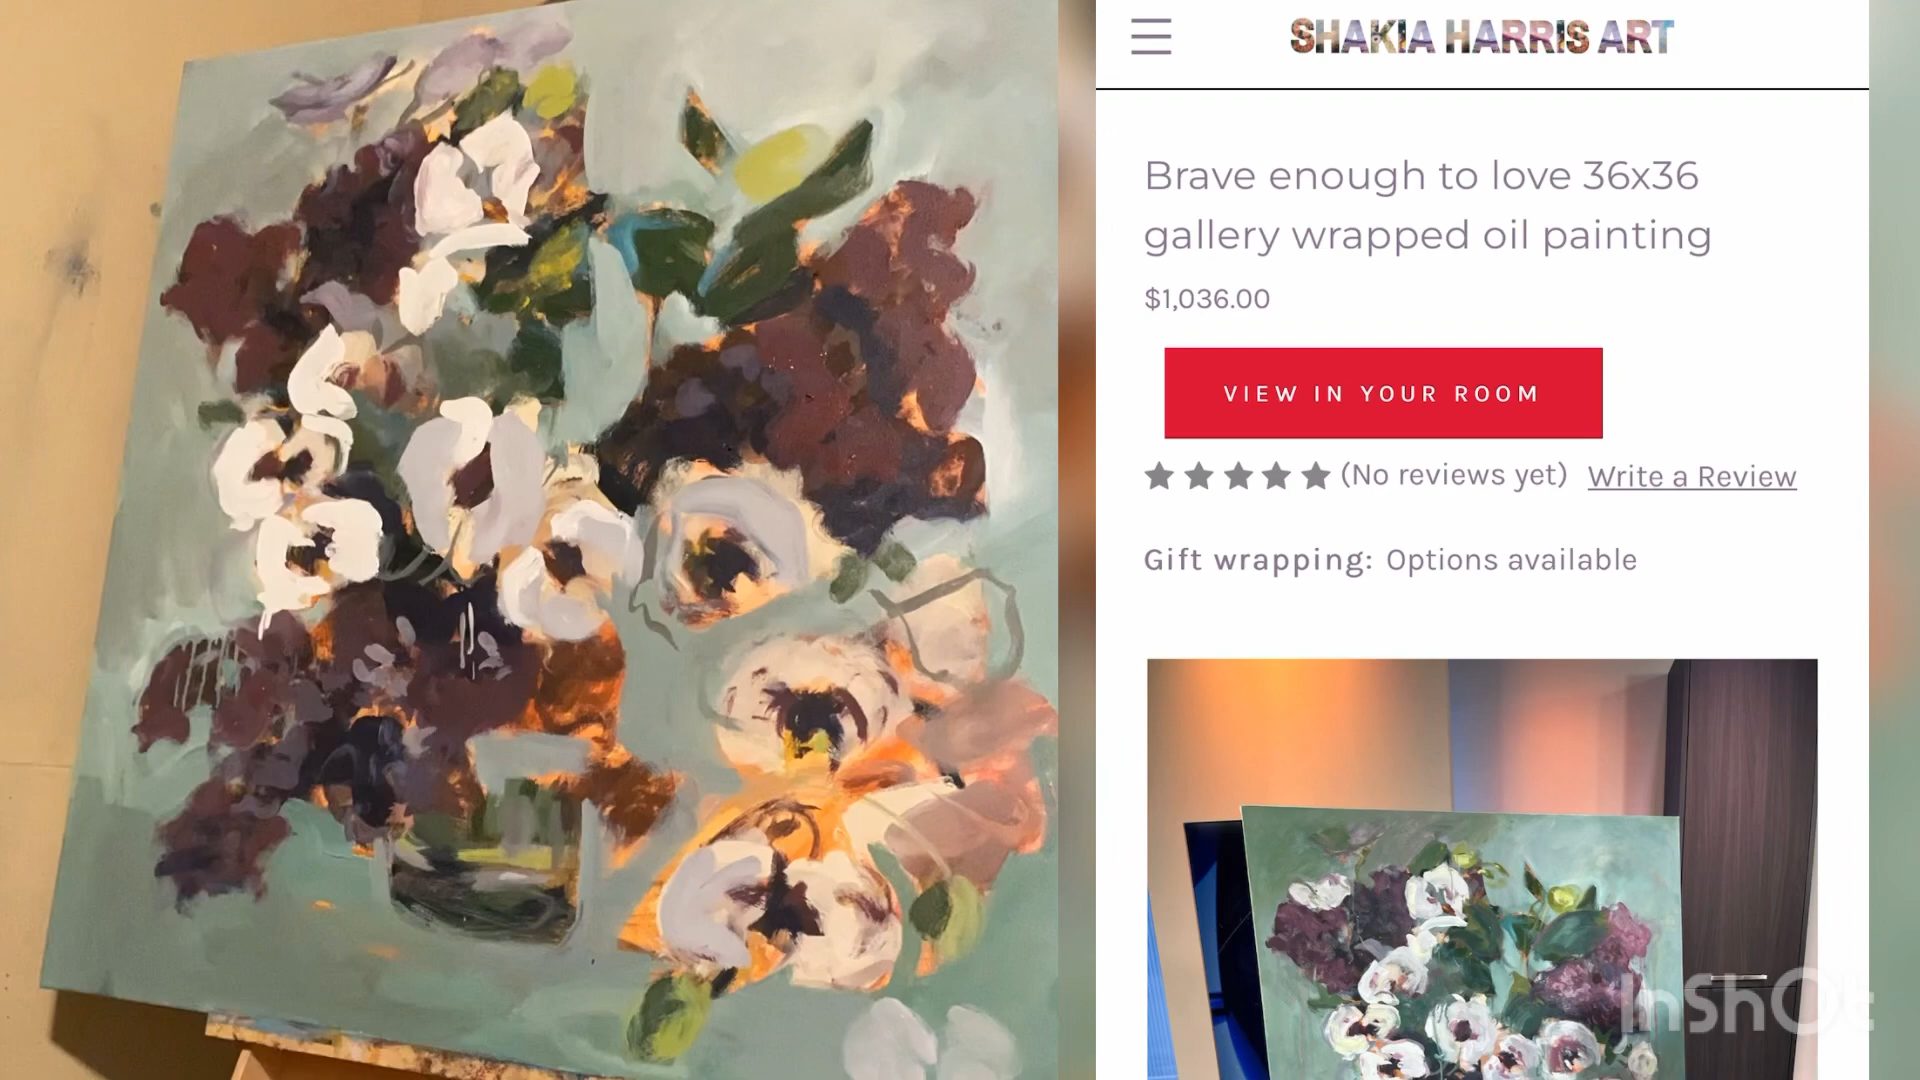 SHAKIA HARRIS ART
Brave enough to love 36x36
gallery wrapped oil painting
$1,036.00
VIEW IN YOUR ROOM
(No reviews yet) Write a Review
Gift wrapping: Options available
InShOt